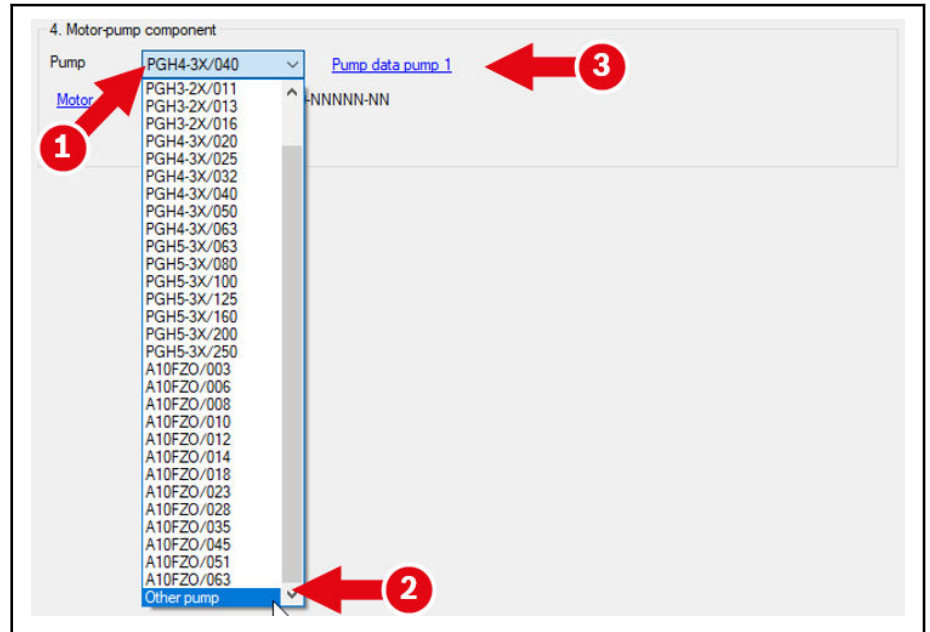 4. Motor-pump component
Pump PGH4-3X/040 Pump data pump 1 3
Motor -NNNNN-NN
1
PGH3-2X/011
PGH3-2X/013
PGH3-2X/016
PGH4-3X/020
PGH4-3X/025
PGH4-3X/032
PGH4-3X/040
PGH4-3X/050
PGH4-3X/063
PGH5-3X/063
PGH5-3X/080
PGH5-3X/100
PGH5-3X/125
PGH5-3X/160
PGH5-3X/200
PGH5-3X/250
A10FZO/003
A10FZO/006
A10FZO/008
A10FZO/010
A10FZO/012
A10FZO/014
A10FZO/018
A10FZO/023
A10FZO/028
A10FZO/035
A10FZO/045
A10FZO/051
A10FZO/063
Other pump 2